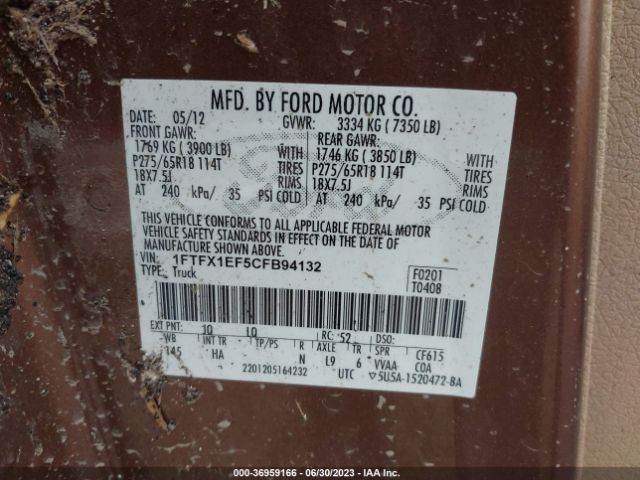 MFD. BY FORD MOTOR CO.
DATE: 05/12 GVWR: 3334 KG ( 7350 LB)
FRONT GAWR: REAR GAWR:
1769 KG ( 3900 LB) WITH 1746 KG ( 3850 LB) WITH
P275/65R18 114T TIRES P275/65R18 114T TIRES
18X7.5J RIMS 18X7.5J RIMS
AT 240 kPa/ 35 PSI COLD AT 240 kPa/ 35 PSI COLD
THIS VEHICLE CONFORMS TO ALL APPLICABLE FEDERAL MOTOR
VEHICLE SAFETY STANDARDS IN EFFECT ON THE DATE OF
MANUFACTURE SHOWN ABOVE.
VIN: 1FTFX1EF5CFB94132
TYPE: Truck
F0201
T0408
EXT PNT: 10 LQ RC: 52 DSO:
WB INT TR TP/PS R AXLE TR SPR CF615
145 HA N L9 6 VVAA COA
2201205164232 UTC ▽5U5A-1520472-BA
000-36959166 - 06/30/2023 - IAA Inc.